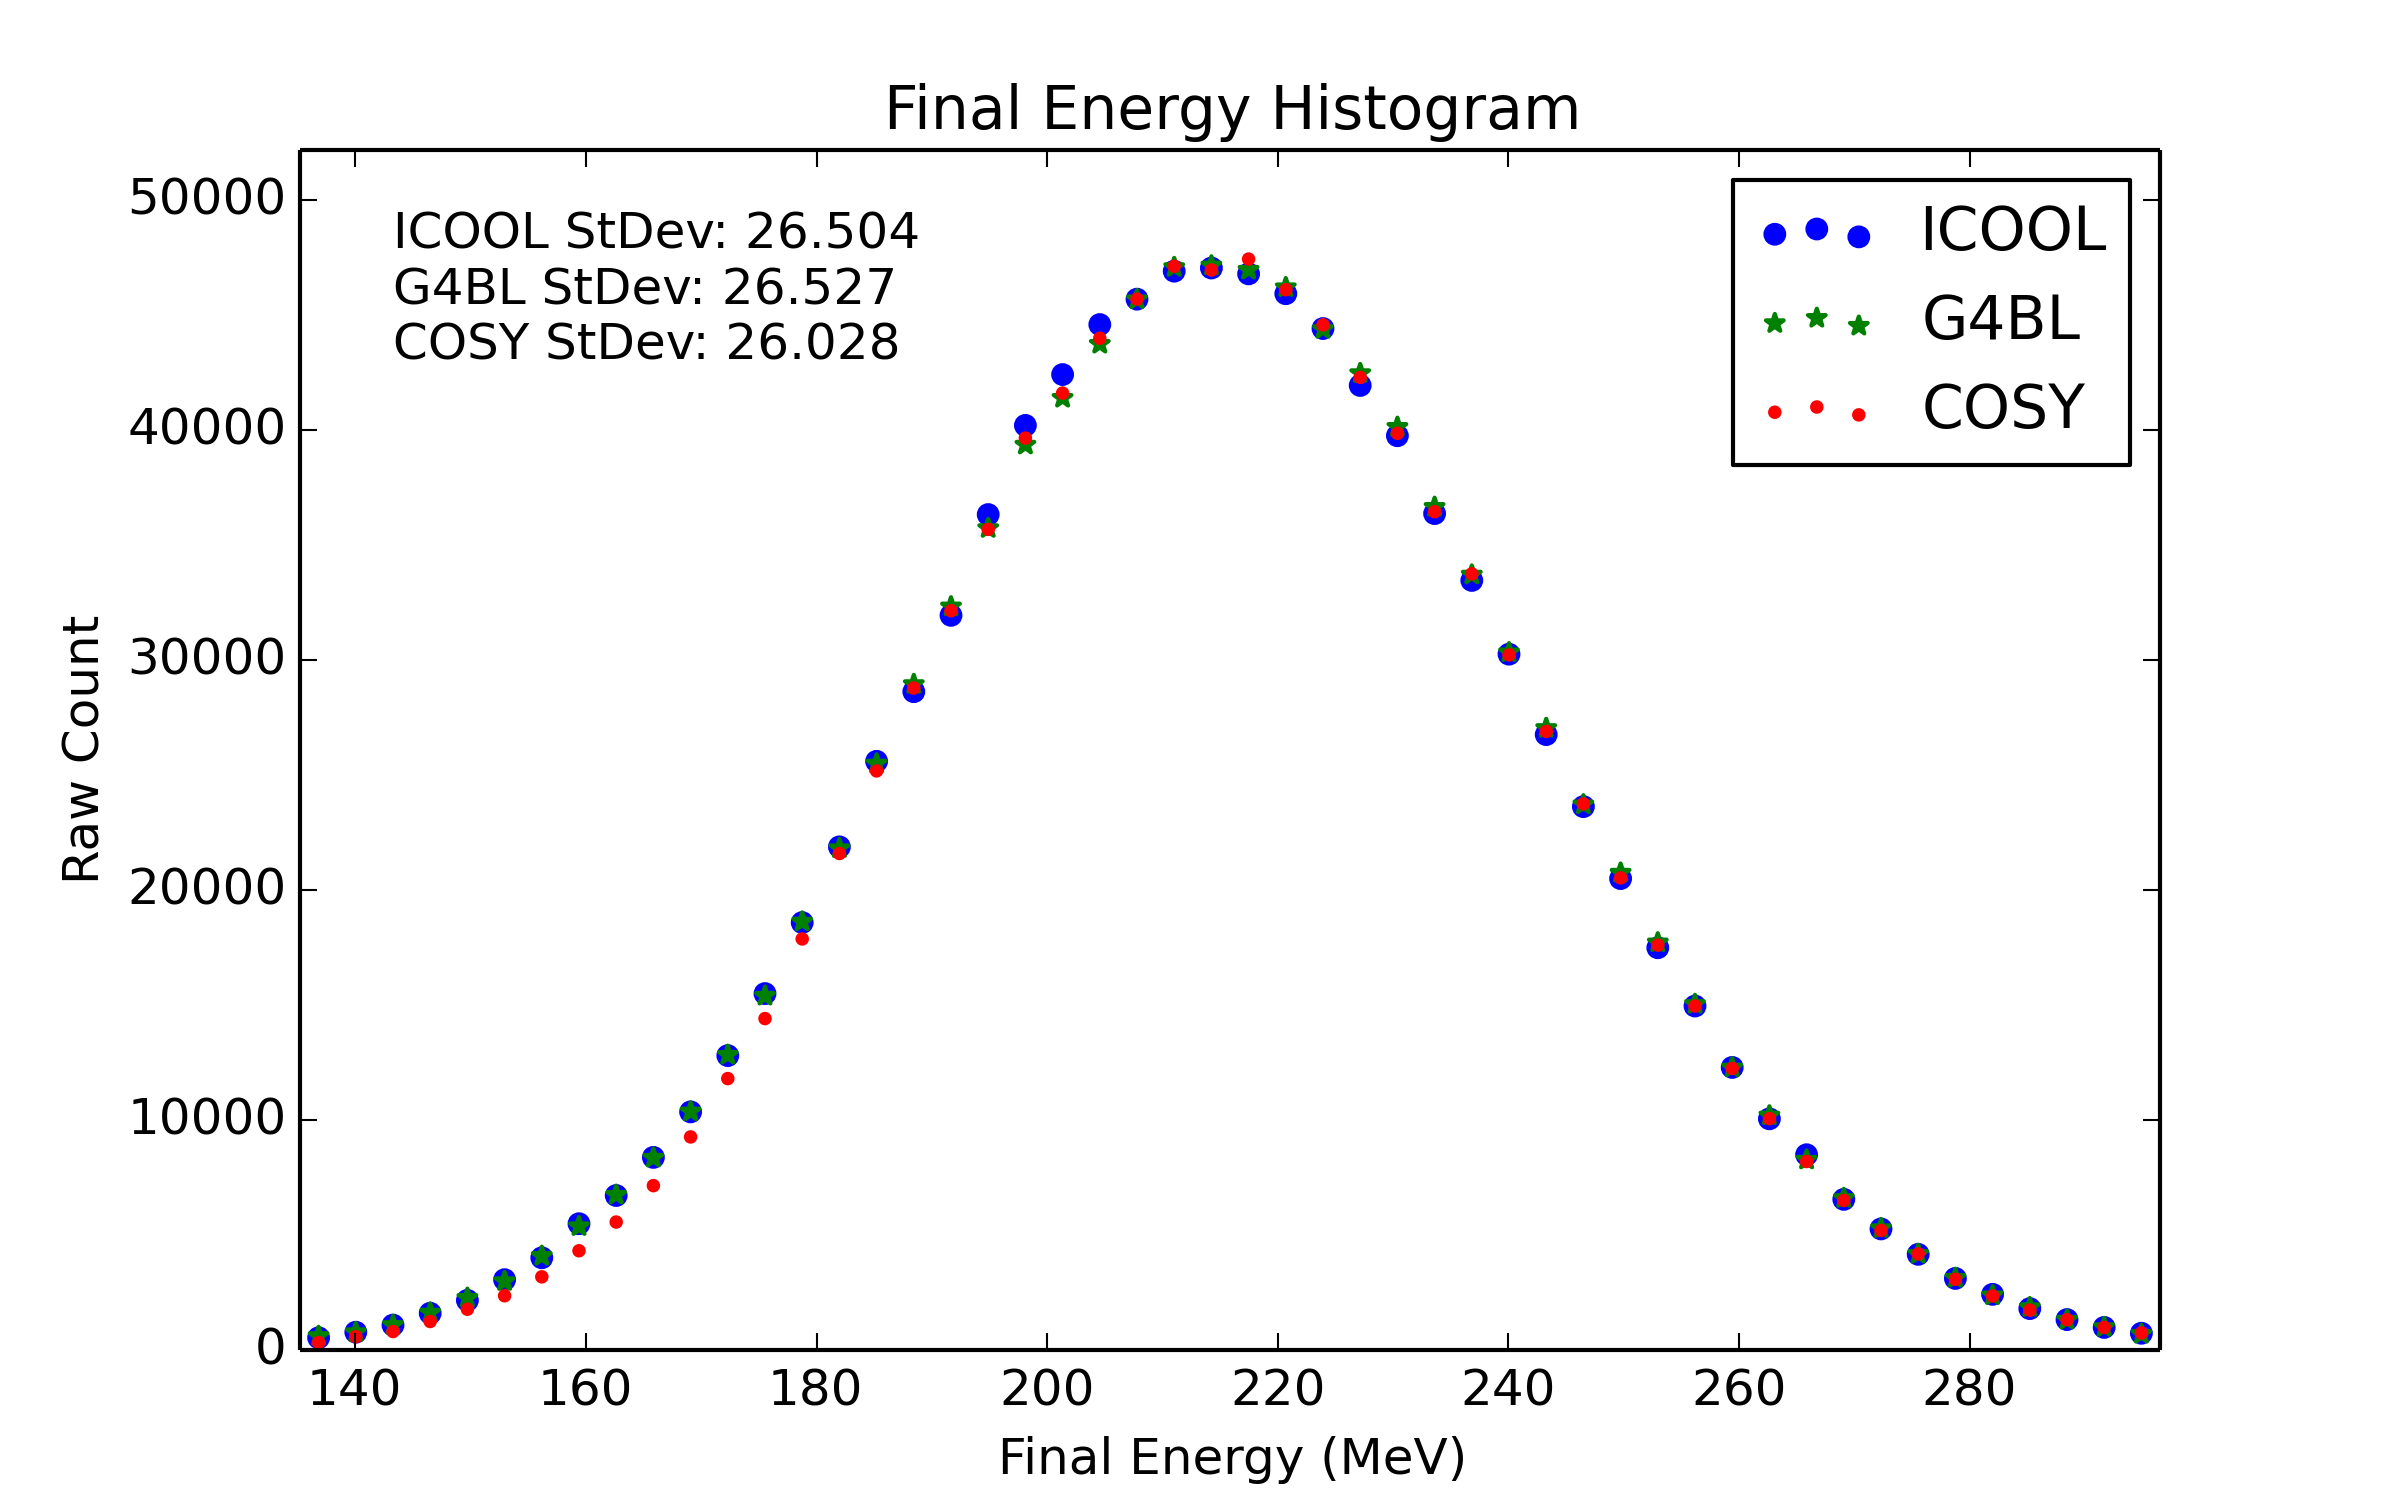 Final Energy Histogram
50000
40000
30000
20000
10000
0
Raw Count
ICOOL StDev: 26.504
G4BL StDev: 26.527
COSY StDev: 26.028
ICOOL
G4BL
COSY
140 160 180 200 220 240 260 280
Final Energy (MeV)